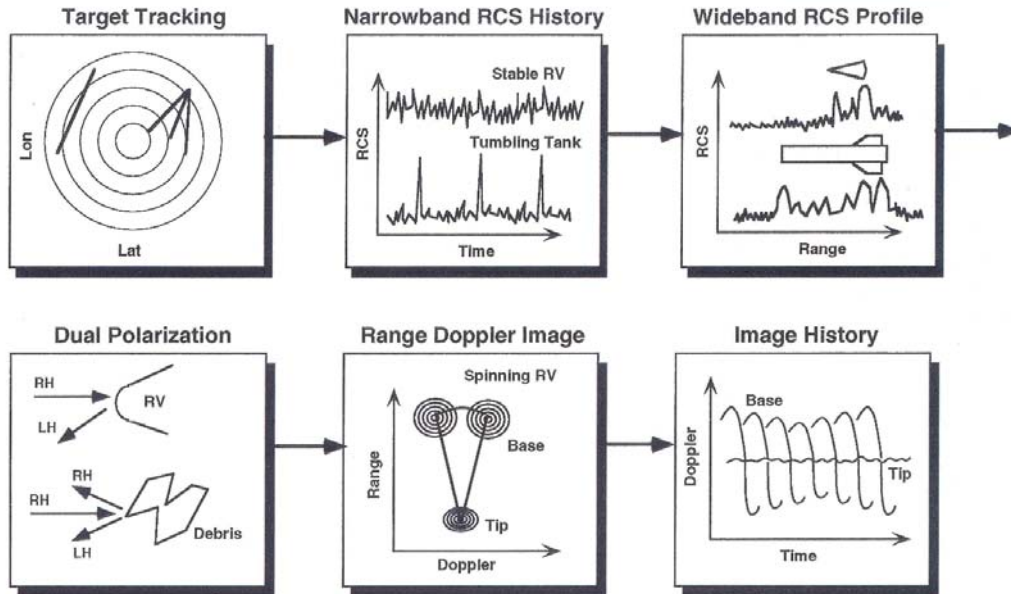 Target Tracking
Lon
Lat
Narrowband RCS History
RCS
Stable RV
Tumbling Tank
Time
Wideband RCS Profile
RCS
Range
Dual Polarization
RH
RV
LH
RH
RH
Debris
LH
Range Doppler Image
Spinning RV
Range
Base
Tip
Doppler
Image History
Base
Doppler
Tip
Time